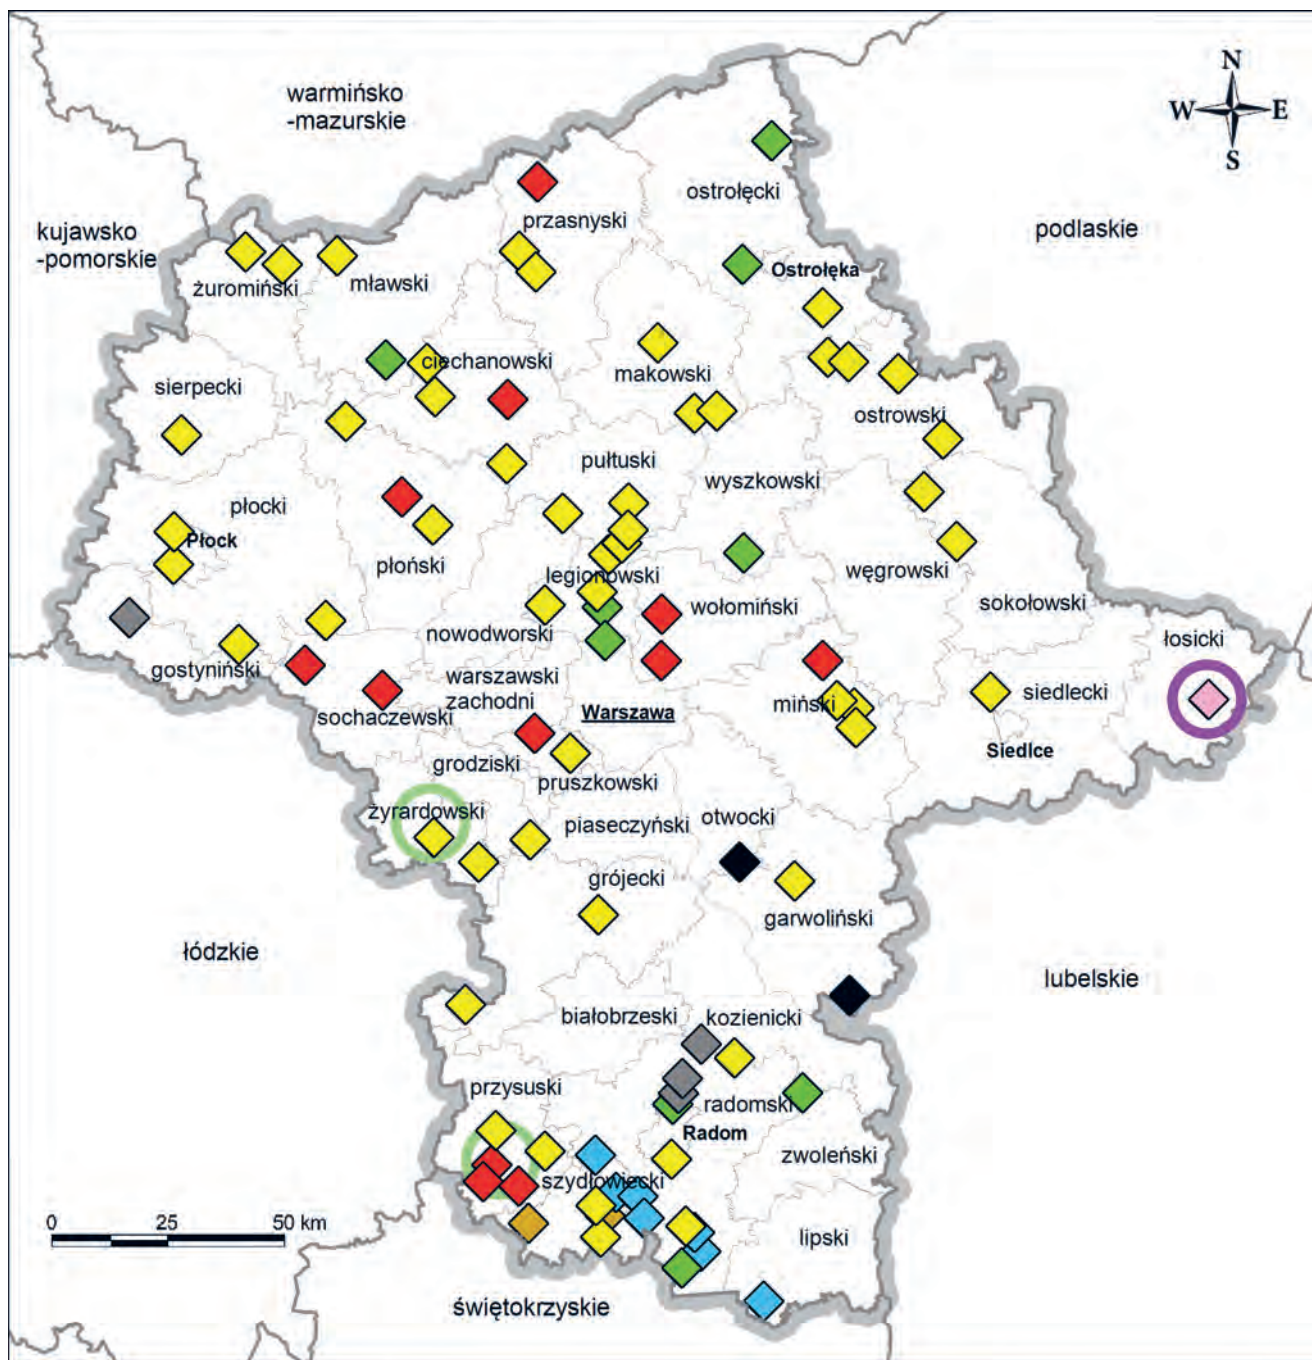 N
W E
S
warmińsko
-mazurskie
ostrołęcki
przasnyski
kujawsko
-pomorskie
podlaskie
Ostrołęka
żuromiński
mławski
ciechanowski
makowski
sierpecki
ostrowski
pułtuski
wyszkowski
płocki
Płock
płoński
legionowski
węgrowski
wołomiński
sokołowski
nowodworski
łosicki
gostyniński
warszawski
zachodni
siedlecki
miński
sochaczewski
Warszawa
Siedlce
grodziski
pruszkowski
żyrardowski
otwocki
piaseczyński
grójecki
garwoliński
łódzkie
lubelskie
białobrzeski
kozienicki
przysuski
radomski
Radom
zwoleński
szydłowiecki
0 25 50 km
lipski
świętokrzyskie